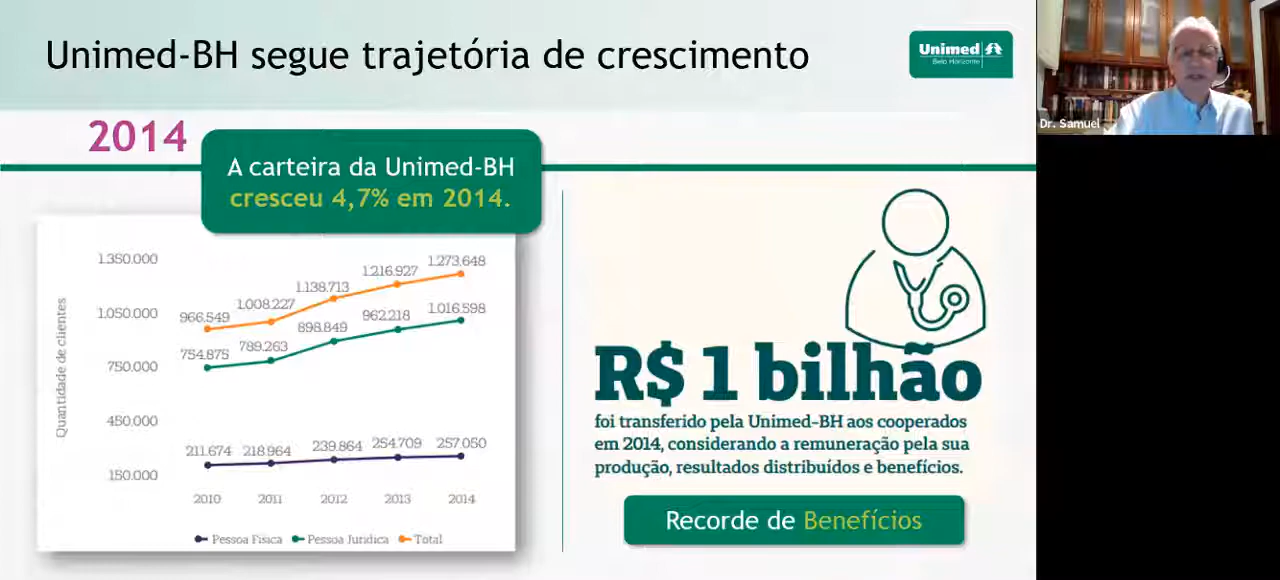 Unimed-BH segue trajetória de crescimento
Unimed
Belo Horizonte
Dr. Samuel
2014
A carteira da Unimed-BH
cresceu 4,7% em 2014.
Quantidade de clientes
1.350.000
1.050.000
750.000
450.000
150.000
966.549 1.008.227 1.138.713 1.216.927 1.273.648
754.875 789.263 898.849 962.218 1.016.598
211.674 218.964 239.864 254.709 257.050
2010 2011 2012 2013 2014
Pessoa Física Pessoa Jurídica Total
R$ 1 bilhão
foi transferido pela Unimed-BH aos cooperados
em 2014, considerando a remuneração pela sua
produção, resultados distribuídos e benefícios.
Recorde de Benefícios